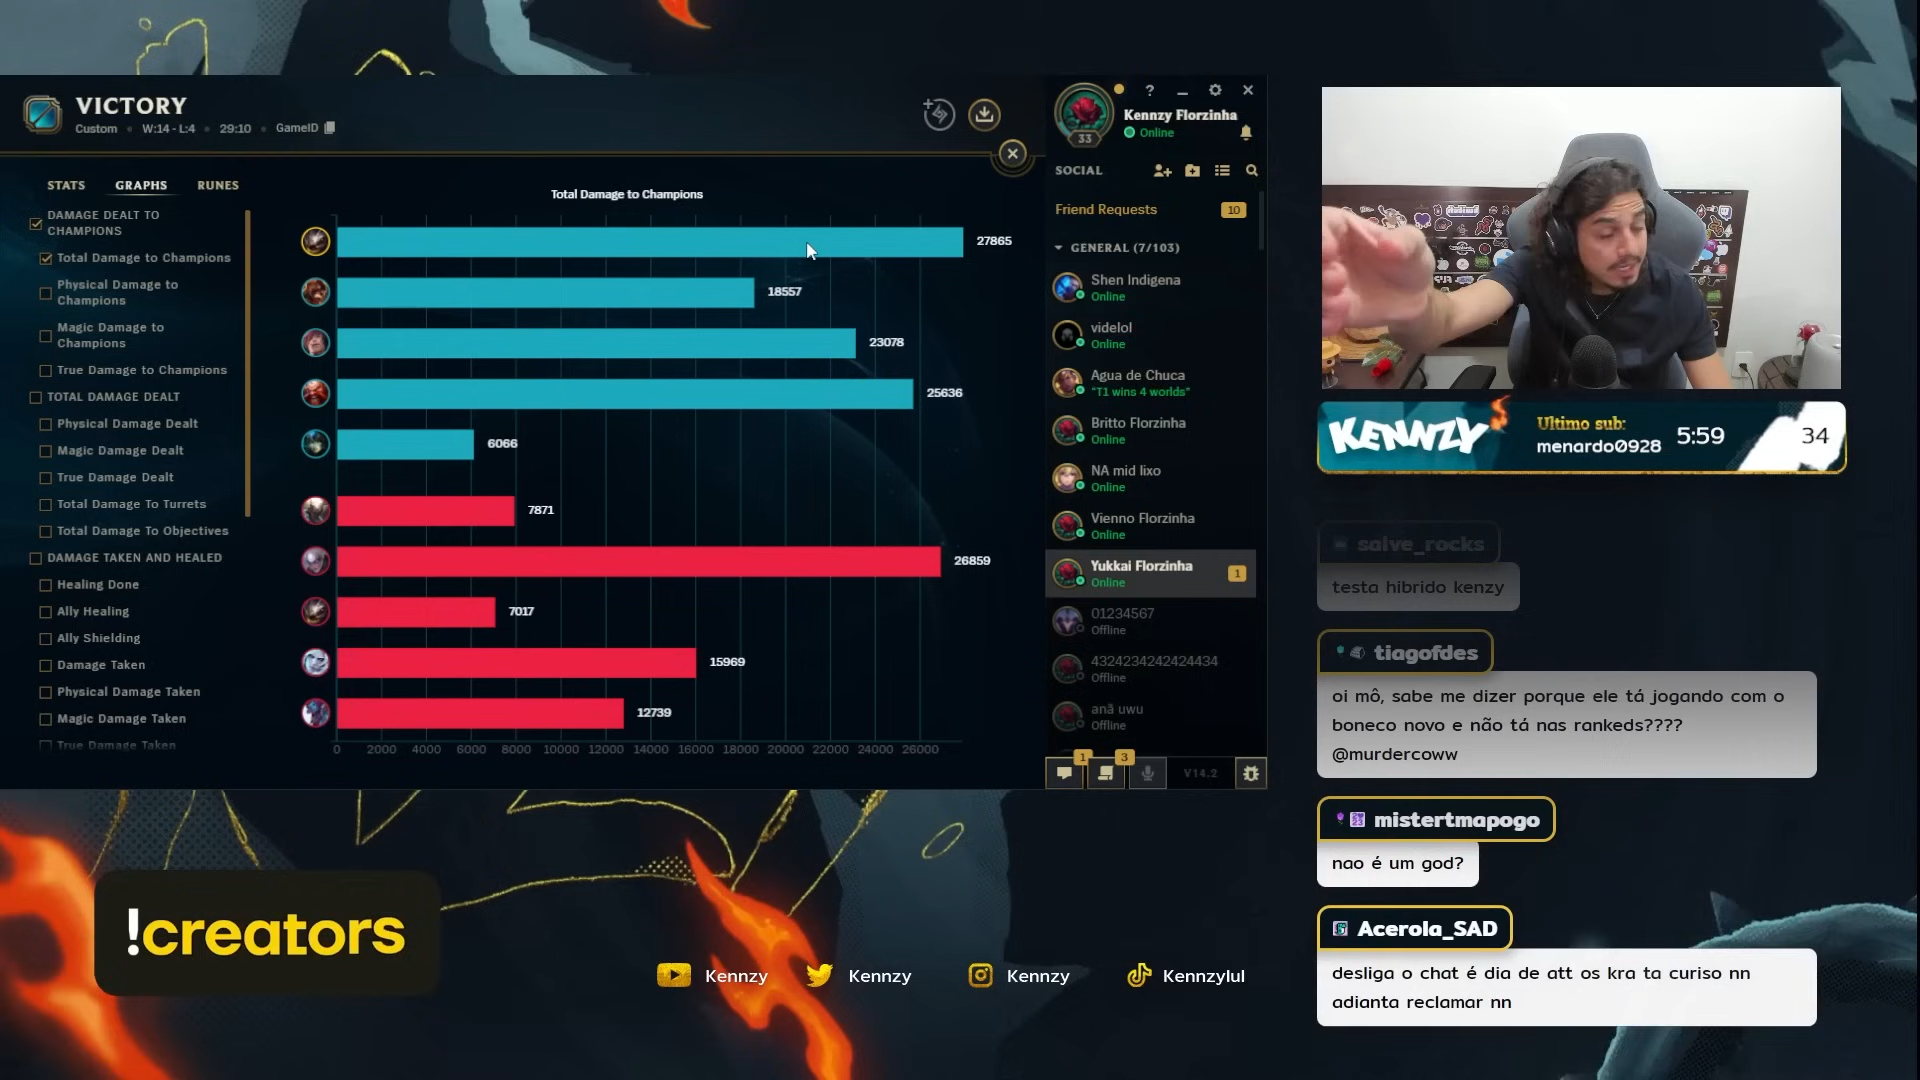 VICTORY
Custom • W:14 - L:4 • 29:10 • GameID
STATS GRAPHS RUNES
DAMAGE DEALT TO
CHAMPIONS
Total Damage to Champions
Physical Damage to
Champions
Magic Damage to
Champions
True Damage to Champions
TOTAL DAMAGE DEALT
Physical Damage Dealt
Magic Damage Dealt
True Damage Dealt
Total Damage To Turrets
Total Damage To Objectives
DAMAGE TAKEN AND HEALED
Healing Done
Ally Healing
Ally Shielding
Damage Taken
Physical Damage Taken
Magic Damage Taken
True Damage Taken
Total Damage to Champions
27865
18557
23078
25636
6066
7871
26859
7017
15969
12739
0 2000 4000 6000 8000 10000 12000 14000 16000 18000 20000 22000 24000 26000
?
33
Kennzy Florzinha
Online
SOCIAL
Friend Requests 10
GENERAL (7/103)
Shen Indigena
Online
videlol
Online
Agua de Chuca
"T1 wins 4 worlds"
Britto Florzinha
Online
NA mid lixo
Online
Vienno Florzinha
Online
Yukkai Florzinha
Online
1
01234567
Offline
4324234242424434
Offline
anã uwu
Offline
1 3
V14.2
KENNZY
Ultimo sub:
menardo0928
5:59
34
salve_rocks
testa hibrido kenzy
tiagofdes
oi mô, sabe me dizer porque ele tá jogando com o
boneco novo e não tá nas rankeds????
@murdercoww
mistertmapogo
nao é um god?
Acerola_SAD
desliga o chat é dia de att os kra ta curiso nn
adianta reclamar nn
!creators
Kennzy Kennzy Kennzy Kennzylul